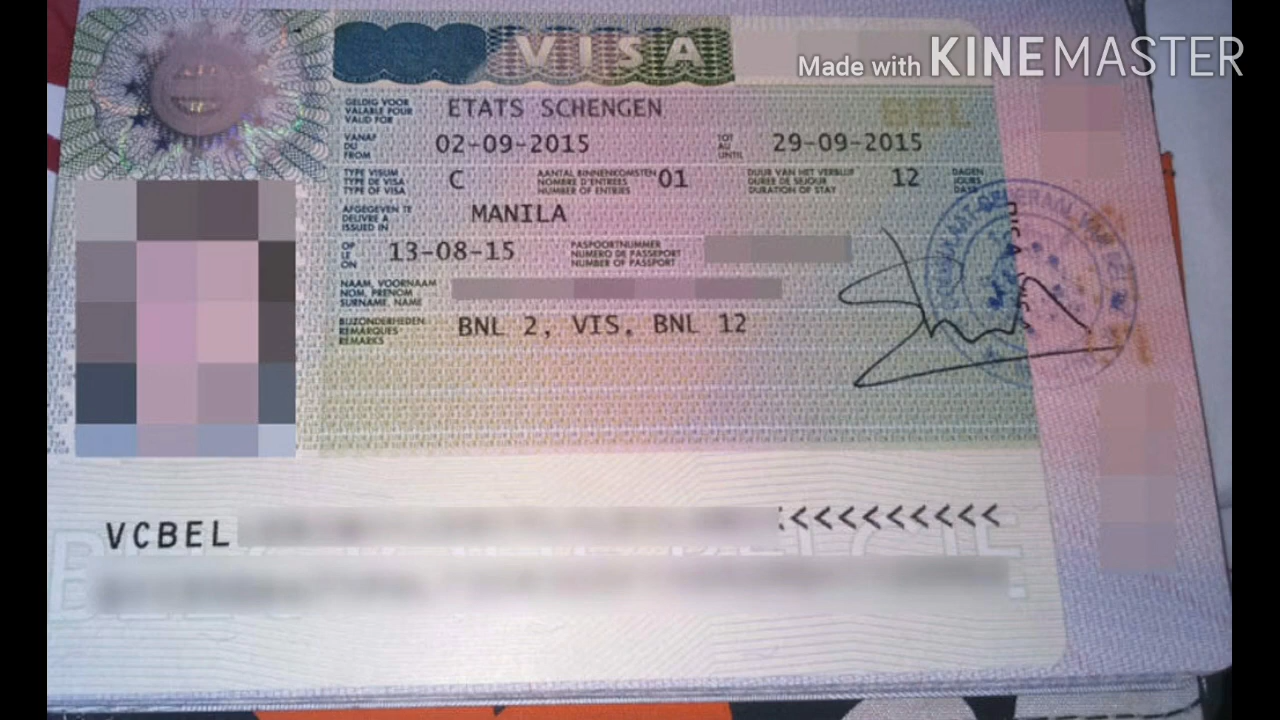 VISA
Made with KINEMASTER
GELDIG VOOR
VALABLE POUR
VALID FOR
ETATS SCHENGEN
BEL
VANAF
DU
FROM
02-09-2015
TOT
AU
UNTIL
29-09-2015
TYPE VISUM
TYPE DE VISA
TYPE OF VISA
C
AANTAL BINNENKOMSTEN
NOMBRE D'ENTREES
NUMBER OF ENTRIES
01
DUUR VAN HET VERBLIJF
DUREE DE SEJOUR
DURATION OF STAY
12
DAGEN
JOURS
DAYS
AFGEGEVEN TE
DELIVRE A
ISSUED IN
MANILA
OP
LE
ON
13-08-15
PASPOORTNUMMER
NUMERO DE PASSEPORT
NUMBER OF PASSPORT
NAAM, VOORNAAM
NOM, PRENOM
SURNAME, NAME
BIJZONDERHEDEN
REMARQUES
REMARKS
BNL 2, VIS, BNL 12
VCBEL
<<<<<<<<<<